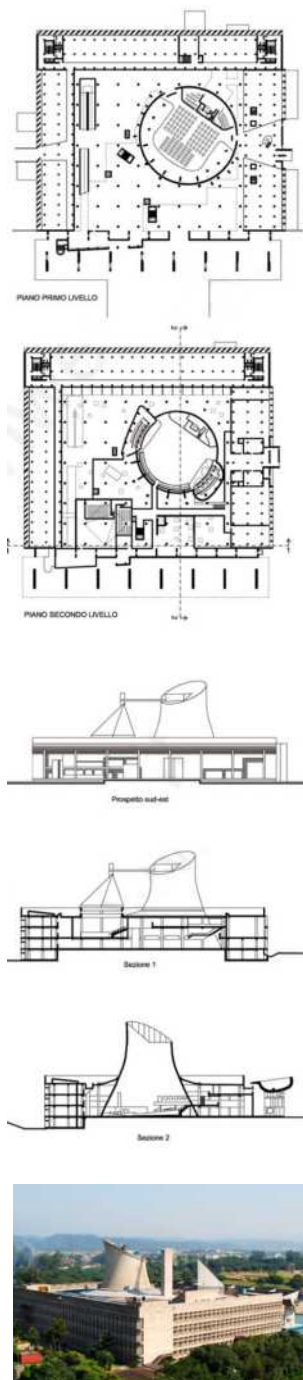 PIANO PRIMO LIVELLO
PIANO SECONDO LIVELLO
Prospetto sud-est
Sezione 1
Sezione 2